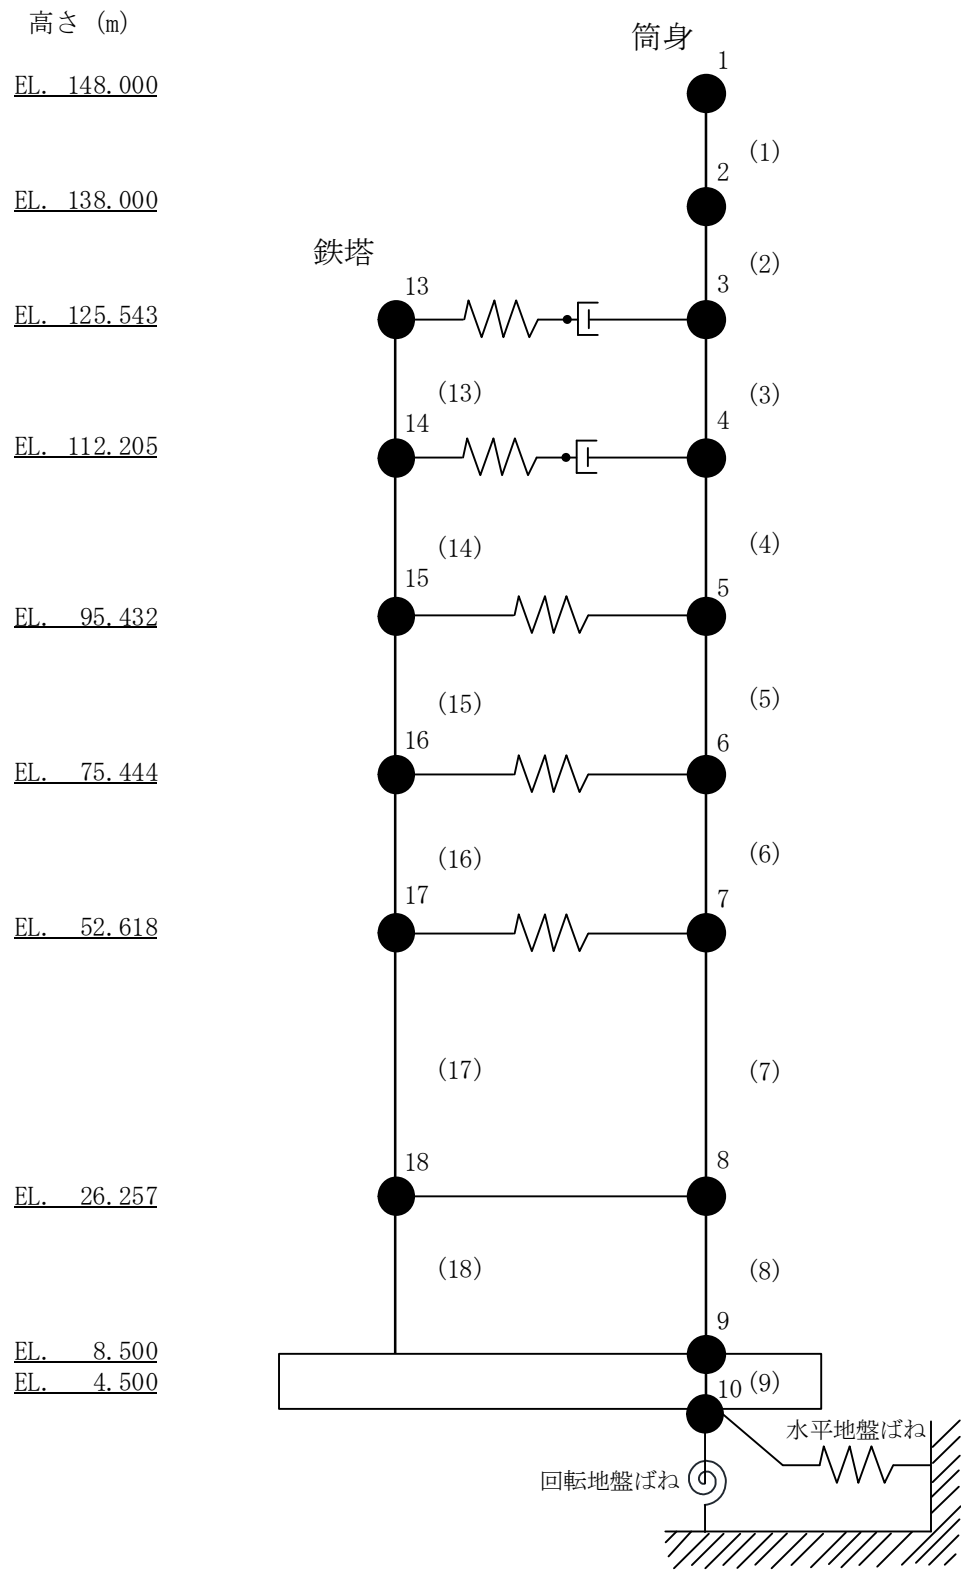 高さ (m)
筒身
1
EL. 148.000
(1)
2
EL. 138.000
(2)
鉄塔
13
3
EL. 125.543
(13)
(3)
14
4
EL. 112.205
(14)
(4)
15
5
EL. 95.432
(15)
(5)
16
6
EL. 75.444
(16)
(6)
17
7
EL. 52.618
(17)
(7)
18
8
EL. 26.257
(18)
(8)
9
EL. 8.500
EL. 4.500
10
(9)
水平地盤ばね
回転地盤ばね